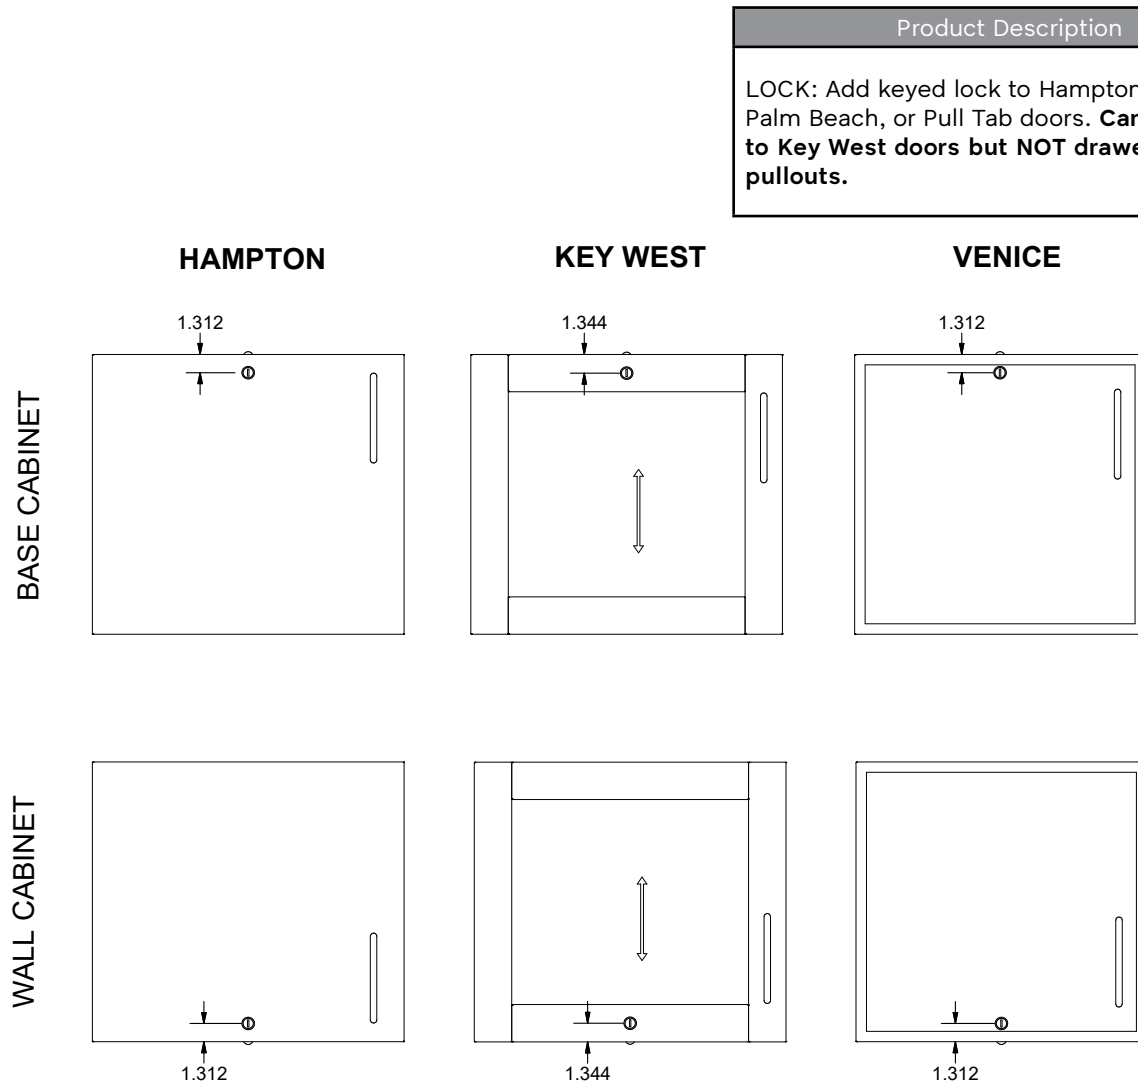 Product Description
LOCK: Add keyed lock to Hampton
Palm Beach, or Pull Tab doors. 
to Key West doors but NOT
pullouts.
HAMPTON
KEY WEST
VENICE
1.312
1.344
1.312
BASE CABINET
WALL CABINET
1.312
1.344
1.312